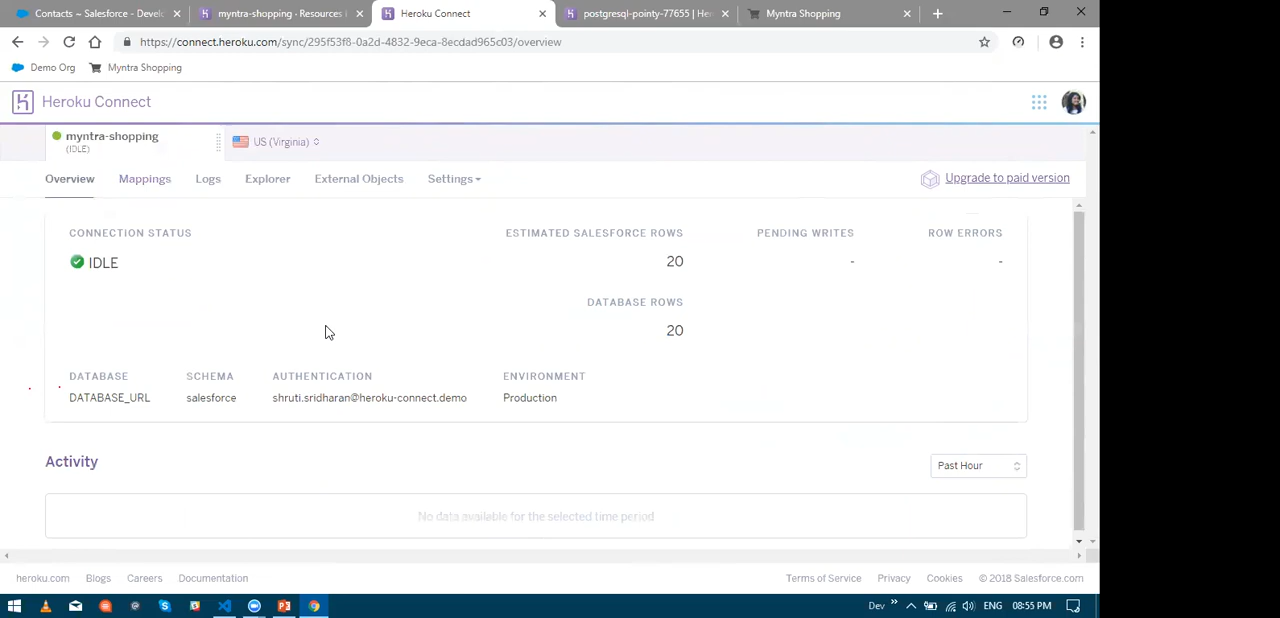 Contacts ~ Salesforce - Develo
myntra-shopping · Resources |
Heroku Connect
postgresql-pointy-77655 | Her
Myntra Shopping
https://connect.heroku.com/sync/295f53f8-0a2d-4832-9eca-8ecdad965c03/overview
Demo Org
Myntra Shopping
Heroku Connect
myntra-shopping
(IDLE)
US (Virginia)
Overview
Mappings
Logs
Explorer
External Objects
Settings
Upgrade to paid version
CONNECTION STATUS
IDLE
ESTIMATED SALESFORCE ROWS
20
PENDING WRITES
-
ROW ERRORS
-
DATABASE ROWS
20
DATABASE
DATABASE_URL
SCHEMA
salesforce
AUTHENTICATION
shruti.sridharan@heroku-connect.demo
ENVIRONMENT
Production
Activity
Past Hour
No data available for the selected time period
heroku.com
Blogs
Careers
Documentation
Terms of Service
Privacy
Cookies
© 2018 Salesforce.com
Dev
ENG
08:55 PM